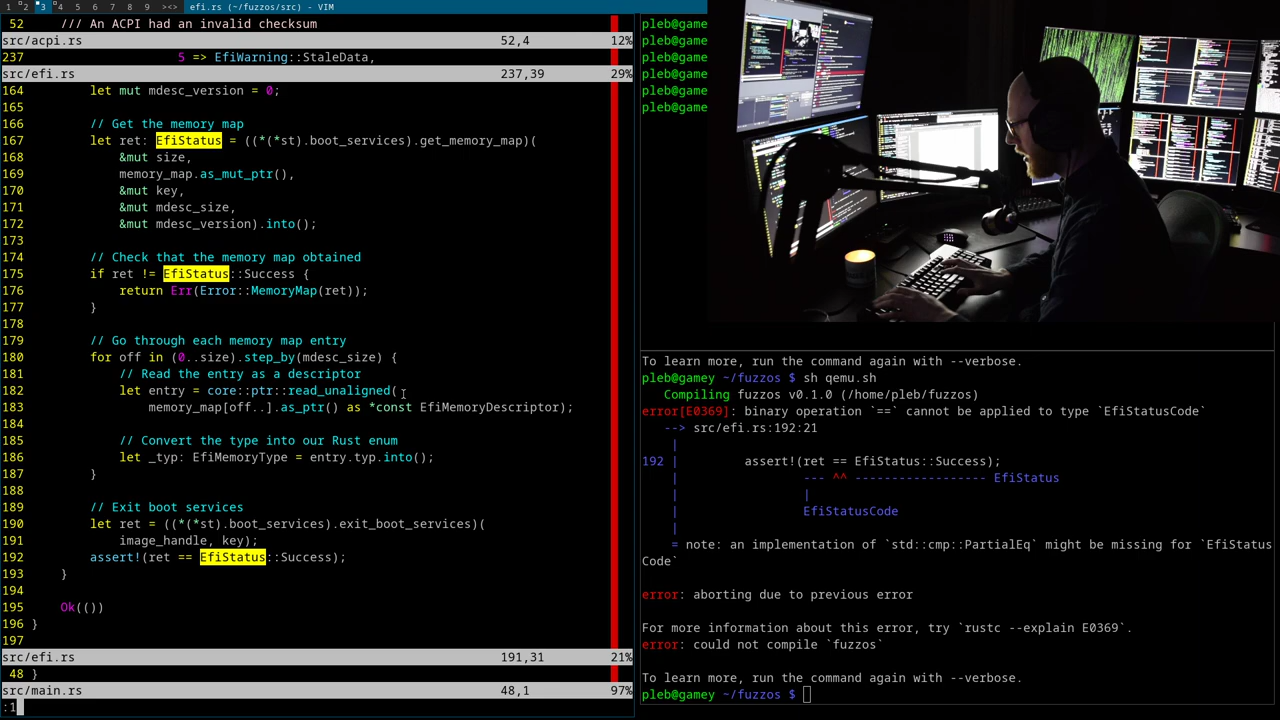 1 2 3 4 5 6 7 8 9 ><> efi.rs (~/fuzzos/src) - VIM
52 /// An ACPI had an invalid checksum
src/acpi.rs 52,4 12%
237 5 => EfiWarning::StaleData,
src/efi.rs 237,39 29%
164 let mut mdesc_version = 0;
165
166 // Get the memory map
167 let ret: EfiStatus = ((*(*st).boot_services).get_memory_map)(
168 &mut size,
169 memory_map.as_mut_ptr(),
170 &mut key,
171 &mut mdesc_size,
172 &mut mdesc_version).into();
173
174 // Check that the memory map obtained
175 if ret != EfiStatus::Success {
176 return Err(Error::MemoryMap(ret));
177 }
178
179 // Go through each memory map entry
180 for off in (0..size).step_by(mdesc_size) {
181 // Read the entry as a descriptor
182 let entry = core::ptr::read_unaligned(
183 memory_map[off..].as_ptr() as *const EfiMemoryDescriptor);
184
185 // Convert the type into our Rust enum
186 let _typ: EfiMemoryType = entry.typ.into();
187 }
188
189 // Exit boot services
190 let ret = ((*(*st).boot_services).exit_boot_services)(
191 image_handle, key);
192 assert!(ret == EfiStatus::Success);
193 }
194
195 Ok(())
196 }
197
src/efi.rs 191,31 21%
48 }
src/main.rs 48,1 97%
:1
pleb@game
pleb@game
pleb@game
pleb@game
pleb@game
pleb@game
To learn more, run the command again with --verbose.
pleb@gamey ~/fuzzos $ sh qemu.sh
Compiling fuzzos v0.1.0 (/home/pleb/fuzzos)
error[E0369]: binary operation `==` cannot be applied to type `EfiStatusCode`
--> src/efi.rs:192:21
|
192 | assert!(ret == EfiStatus::Success);
| --- ^^ ------------------ EfiStatus
| |
| EfiStatusCode
|
= note: an implementation of `std::cmp::PartialEq` might be missing for `EfiStatus
Code`
error: aborting due to previous error
For more information about this error, try `rustc --explain E0369`.
error: could not compile `fuzzos`
To learn more, run the command again with --verbose.
pleb@gamey ~/fuzzos $